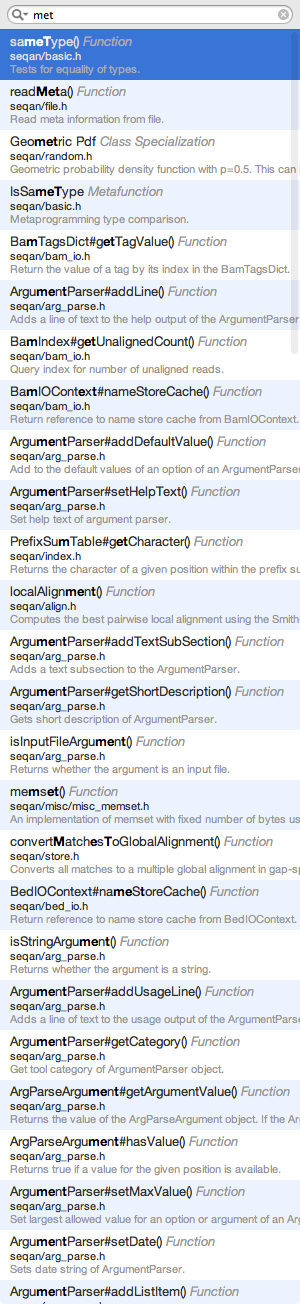 met
sameType() Function
seqan/basic.h
Tests for equality of types.
readMeta() Function
seqan/file.h
Read meta information from file.
Geometric Pdf Class Specialization
seqan/random.h
Geometric probability density function with p=0.5. This can
IsSameType Metafunction
seqan/basic.h
Metaprogramming type comparison.
BamTagsDict#getTagValue() Function
seqan/bam_io.h
Return the value of a tag by its index in the BamTagsDict.
ArgumentParser#addLine() Function
seqan/arg_parse.h
Adds a line of text to the help output of the ArgumentParser
BamIndex#getUnalignedCount() Function
seqan/bam_io.h
Query index for number of unaligned reads.
BamIOContext#nameStoreCache() Function
seqan/bam_io.h
Return reference to name store cache from BamIOContext.
ArgumentParser#addDefaultValue() Function
seqan/arg_parse.h
Add to the default values of an option of an ArgumentParser
ArgumentParser#setHelpText() Function
seqan/arg_parse.h
Set help text of argument parser.
PrefixSumTable#getCharacter() Function
seqan/index.h
Returns the character of a given position within the prefix su
localAlignment() Function
seqan/align.h
Computes the best pairwise local alignment using the Smith-
ArgumentParser#addTextSubSection() Function
seqan/arg_parse.h
Adds a text subsection to the ArgumentParser.
ArgumentParser#getShortDescription() Function
seqan/arg_parse.h
Gets short description of ArgumentParser.
isInputFileArgument() Function
seqan/arg_parse.h
Returns whether the argument is an input file.
memset() Function
seqan/misc/misc_memset.h
An implementation of memset with fixed number of bytes us
convertMatchesToGlobalAlignment() Function
seqan/store.h
Converts all matches to a multiple global alignment in gap-sp
BedIOContext#nameStoreCache() Function
seqan/bed_io.h
Return reference to name store cache from BedIOContext.
isStringArgument() Function
seqan/arg_parse.h
Returns whether the argument is a string.
ArgumentParser#addUsageLine() Function
seqan/arg_parse.h
Adds a line of text to the usage output of the ArgumentParse
ArgumentParser#getCategory() Function
seqan/arg_parse.h
Get tool category of ArgumentParser object.
ArgParseArgument#getArgumentValue() Function
seqan/arg_parse.h
Returns the value of the ArgParseArgument object. If the Ar
ArgParseArgument#hasValue() Function
seqan/arg_parse.h
Returns true if a value for the given position is available.
ArgumentParser#setMaxValue() Function
seqan/arg_parse.h
Set largest allowed value for an option or argument of an Arg
ArgumentParser#setDate() Function
seqan/arg_parse.h
Sets date string of ArgumentParser.
ArgumentParser#addListItem() Function
seqan/arg_parse.h